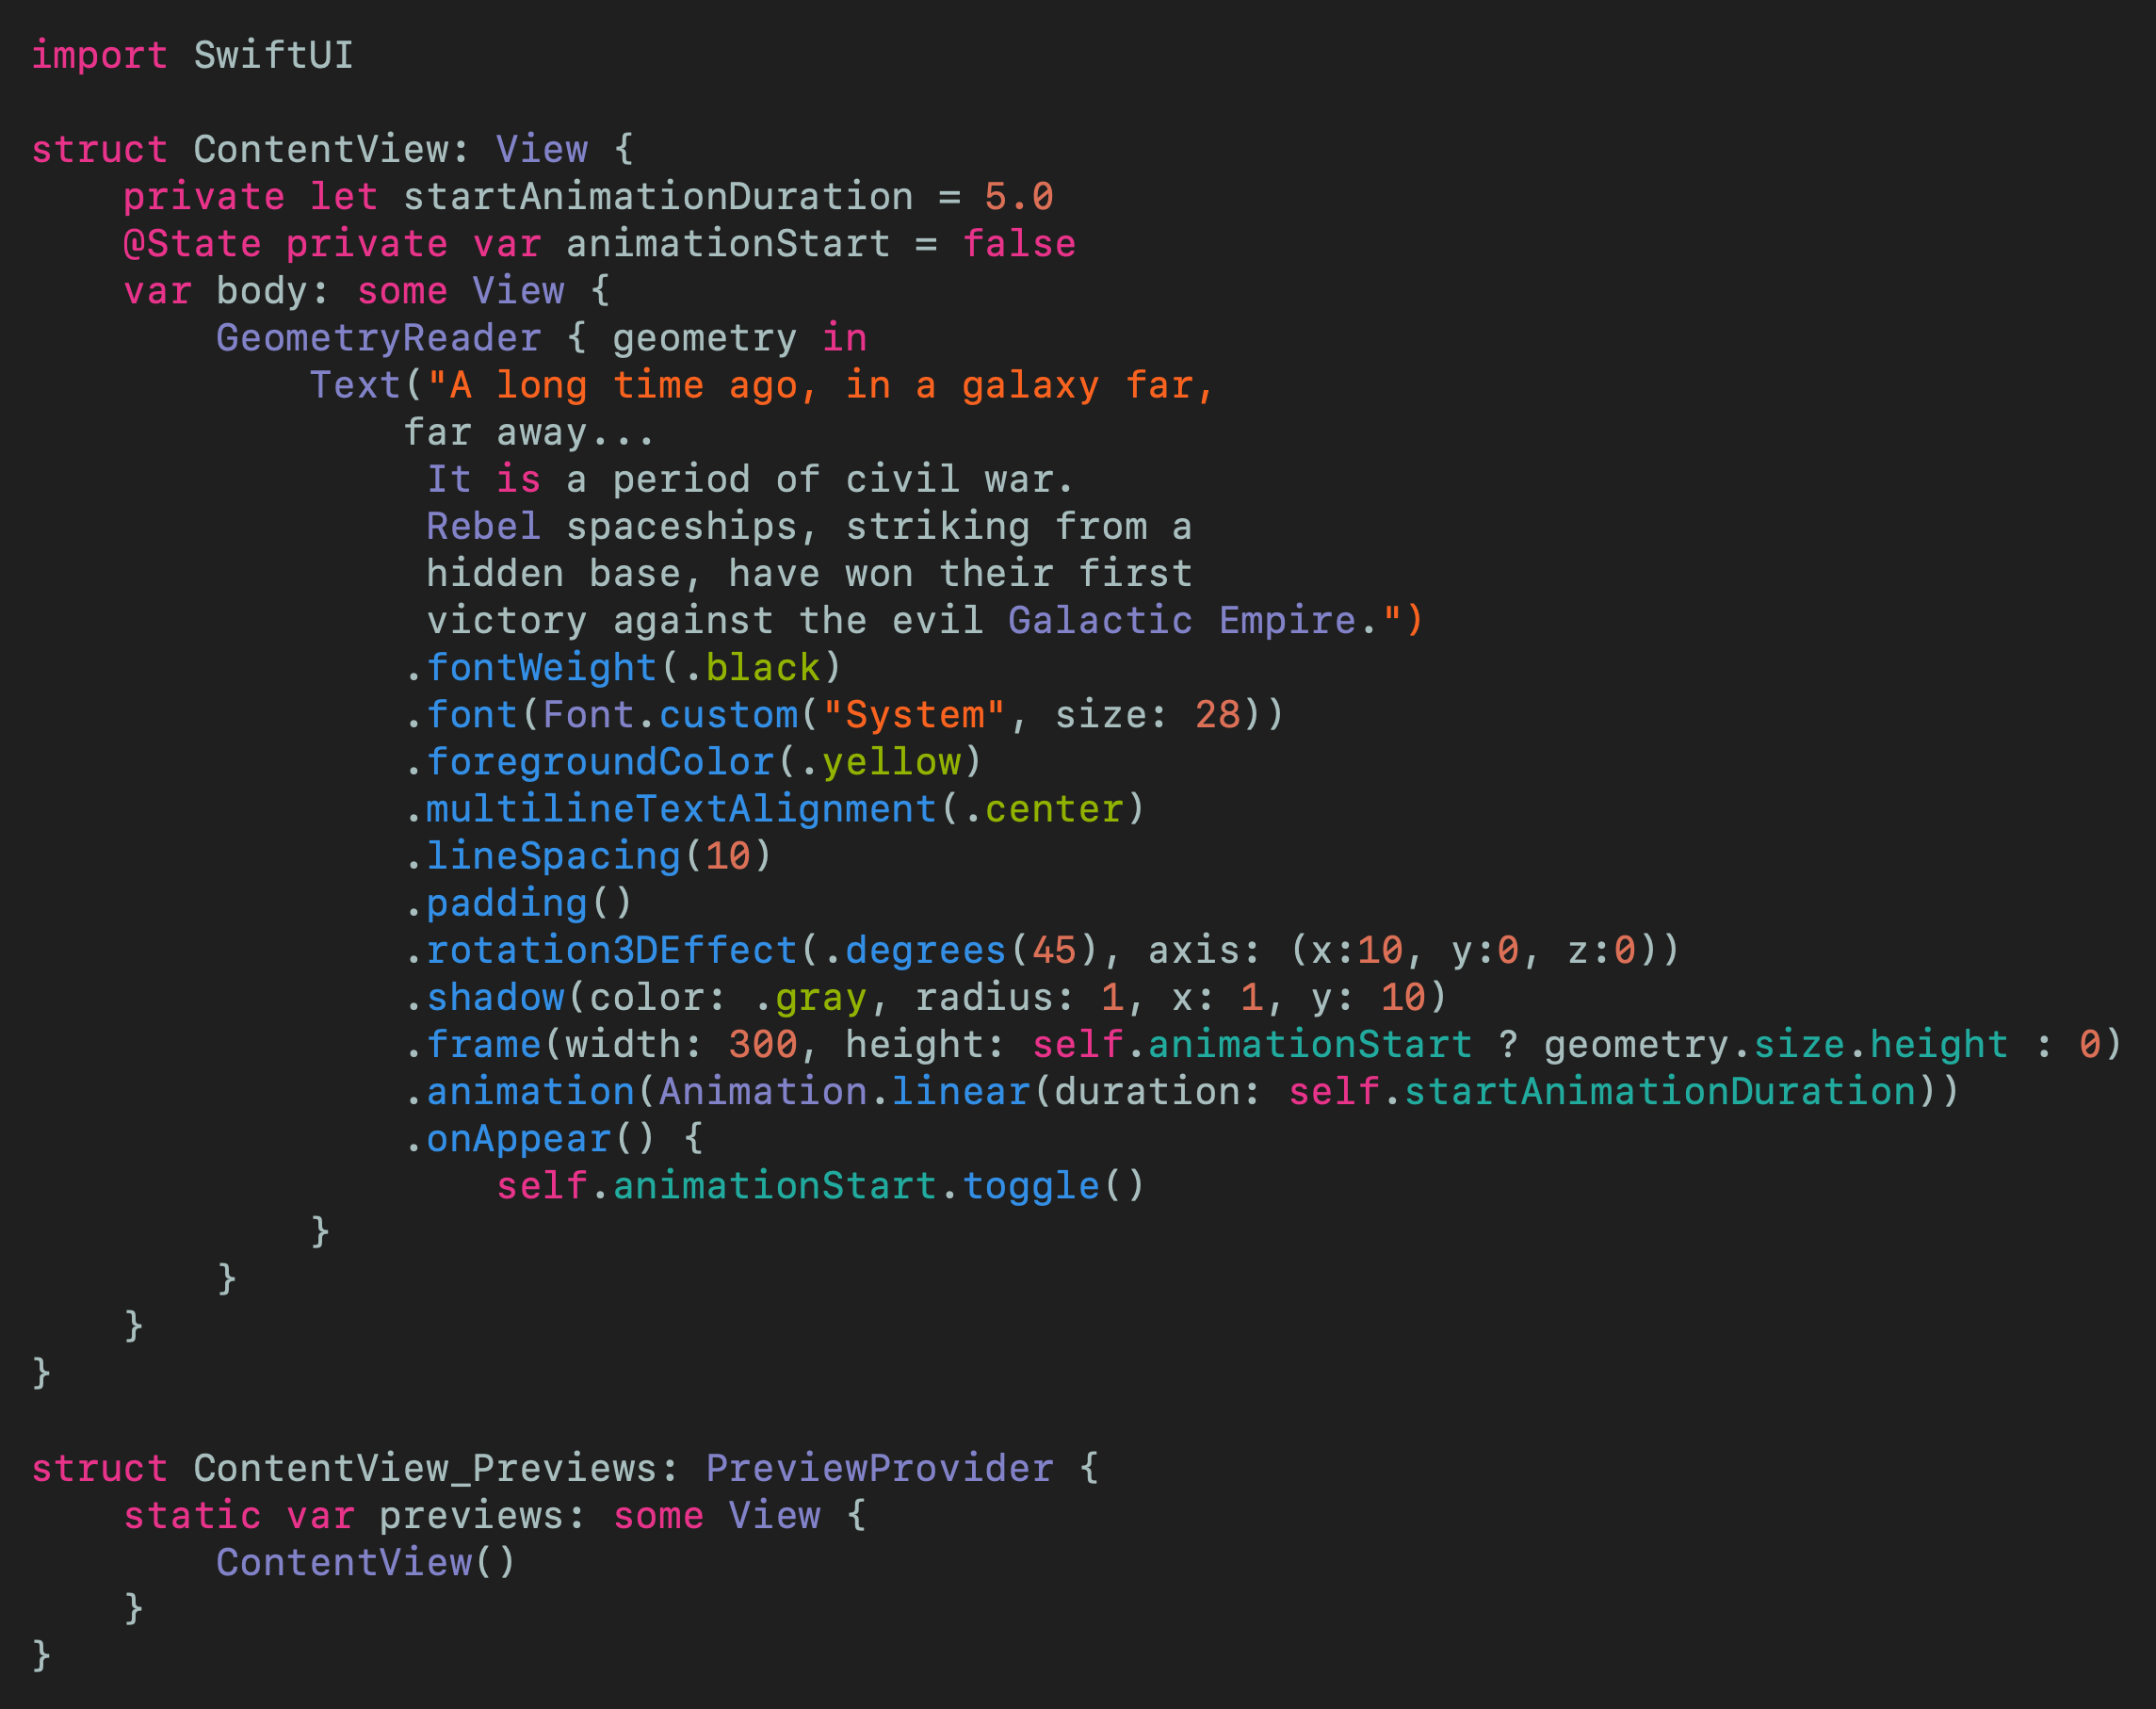 import SwiftUI

struct ContentView: View {
    private let startAnimationDuration = 5.0
    @State private var animationStart = false
    var body: some View {
        GeometryReader { geometry in
            Text("A long time ago, in a galaxy far,
                far away...
                 It is a period of civil war.
                 Rebel spaceships, striking from a
                 hidden base, have won their first
                 victory against the evil Galactic Empire.")
                .fontWeight(.black)
                .font(Font.custom("System", size: 28))
                .foregroundColor(.yellow)
                .multilineTextAlignment(.center)
                .lineSpacing(10)
                .padding()
                .rotation3DEffect(.degrees(45), axis: (x:10, y:0, z:0))
                .shadow(color: .gray, radius: 1, x: 1, y: 10)
                .frame(width: 300, height: self.animationStart ? geometry.size.height : 0)
                .animation(Animation.linear(duration: self.startAnimationDuration))
                .onAppear() {
                    self.animationStart.toggle()
            }
        }
    }
}

struct ContentView_Previews: PreviewProvider {
    static var previews: some View {
        ContentView()
    }
}